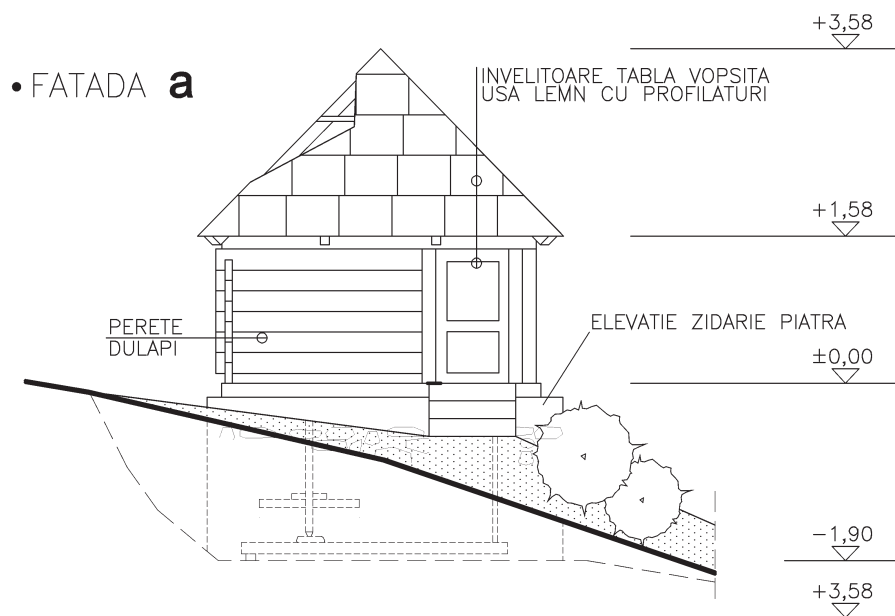 • FATADA a
+3,58
INVELITOARE TABLA VOPSITA
USA LEMN CU PROFILATURI
+1,58
PERETE
DULAPI
ELEVATIE ZIDARIE PIATRA
±0,00
−1,90
+3,58